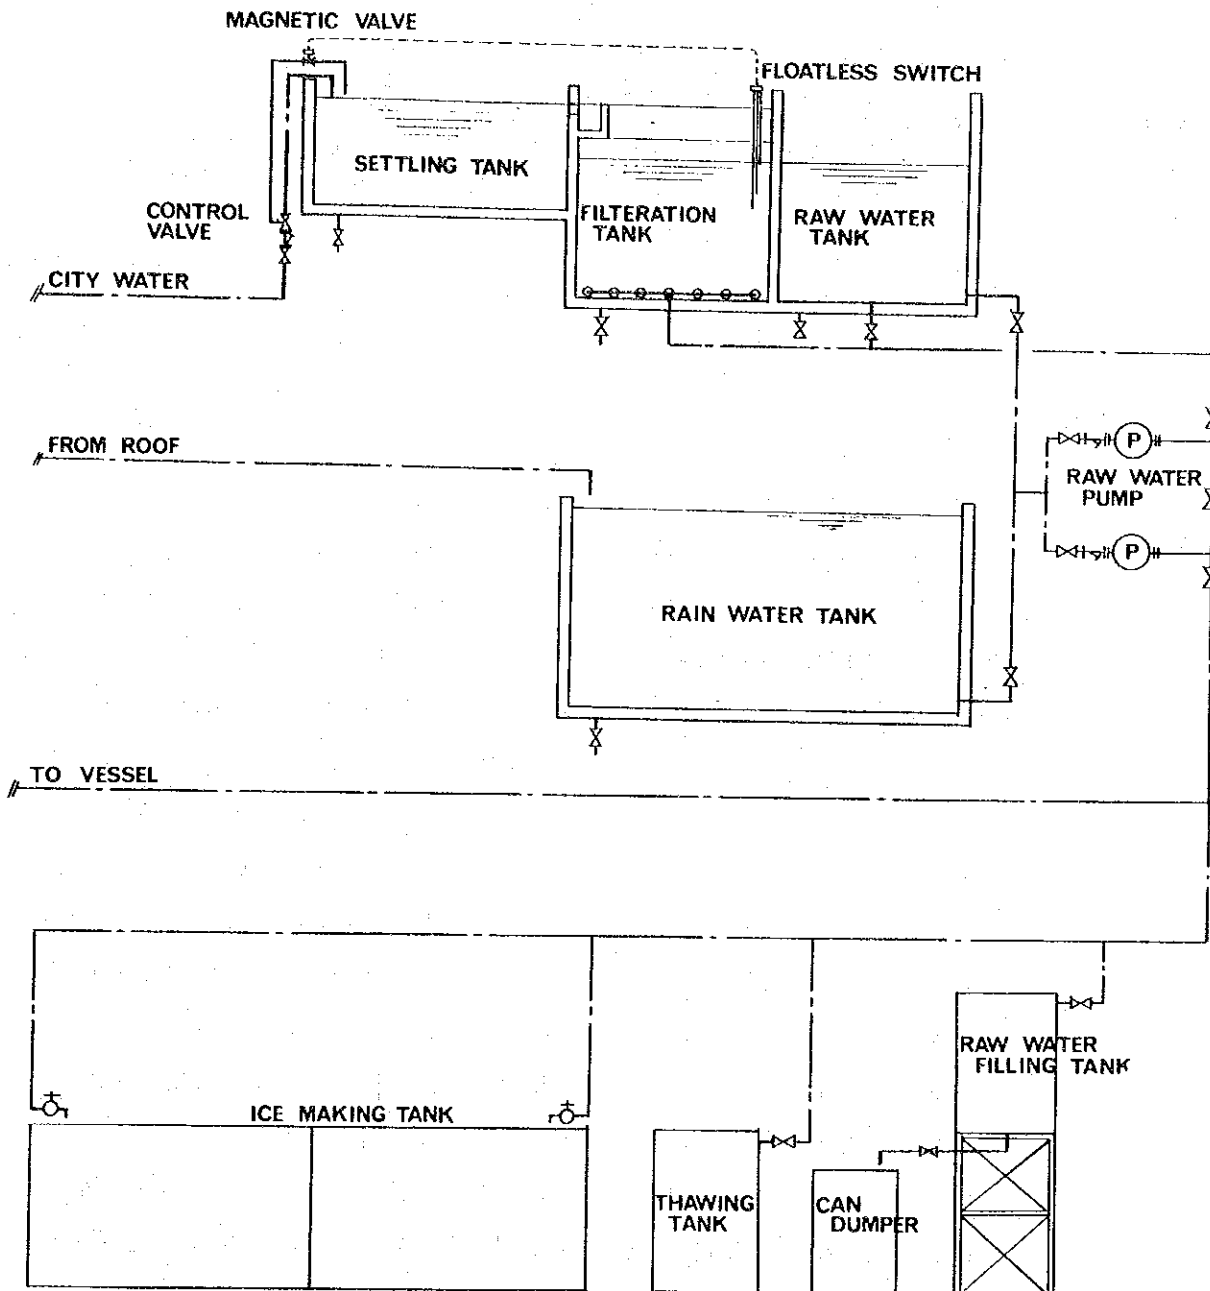 MAGNETIC VALVE
FLOATLESS SWITCH
SETTLING TANK
CONTROL
VALVE
FILTERATION
TANK
RAW WATER
TANK
CITY WATER
FROM ROOF
P
RAW WATER
PUMP
P
RAIN WATER TANK
TO VESSEL
RAW WATER
FILLING TANK
ICE MAKING TANK
THAWING
TANK
CAN
DUMPER